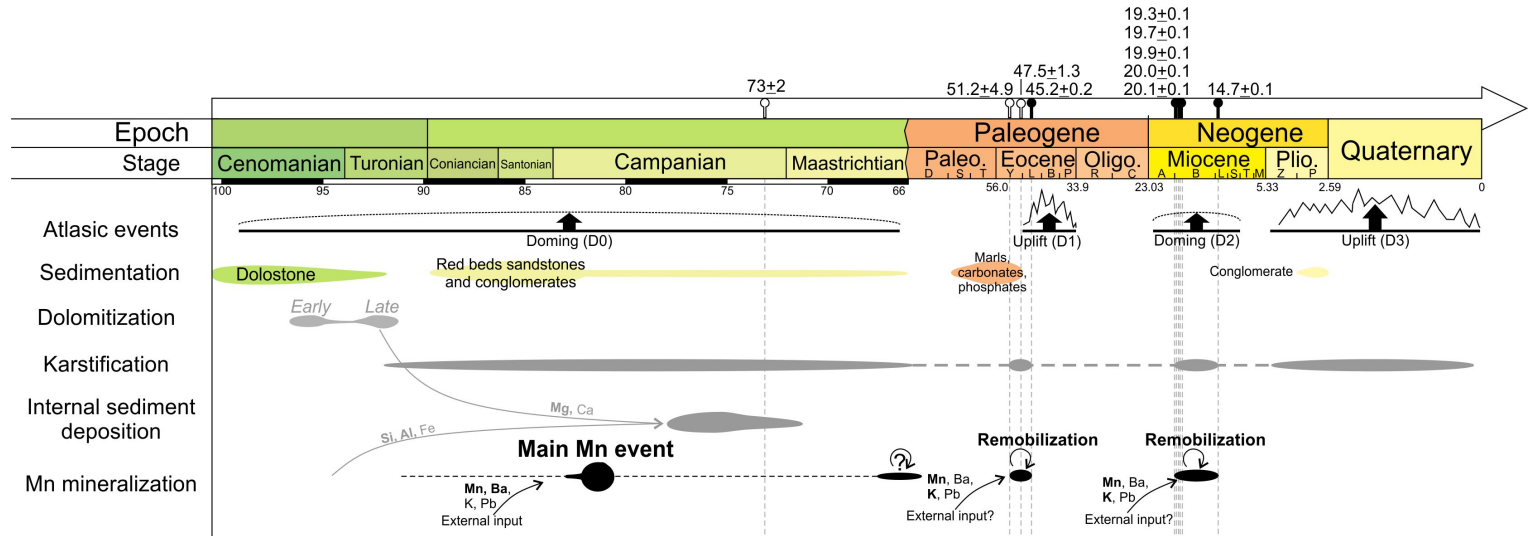 19.3±0.1
19.7±0.1
19.9±0.1
47.5±1.3 20.0±0.1
73±2 51.2±4.9 45.2±0.2 20.1±0.1 14.7±0.1
Epoch Paleogene Neogene Quaternary
Stage Cenomanian Turonian Coniancian Santonian Campanian Maastrichtian Paleo. Eocene Oligo. Miocene Plio.
D S T Y L B P R C A B L S T M Z P
100 95 90 85 80 75 70 66 56.0 33.9 23.03 5.33 2.59 0
Atlasic events
Doming (D0) Uplift (D1) Doming (D2) Uplift (D3)
Sedimentation
Dolostone
Red beds sandstones
and conglomerates
Marls,
carbonates,
phosphates
Conglomerate
Dolomitization
Early Late
Karstification
Internal sediment
deposition
Mg, Ca
Si, Al, Fe
Mn mineralization
Main Mn event
Mn, Ba,
K, Pb
External input
?
Remobilization
Mn, Ba,
K, Pb
External input?
Remobilization
Mn, Ba,
K, Pb
External input?